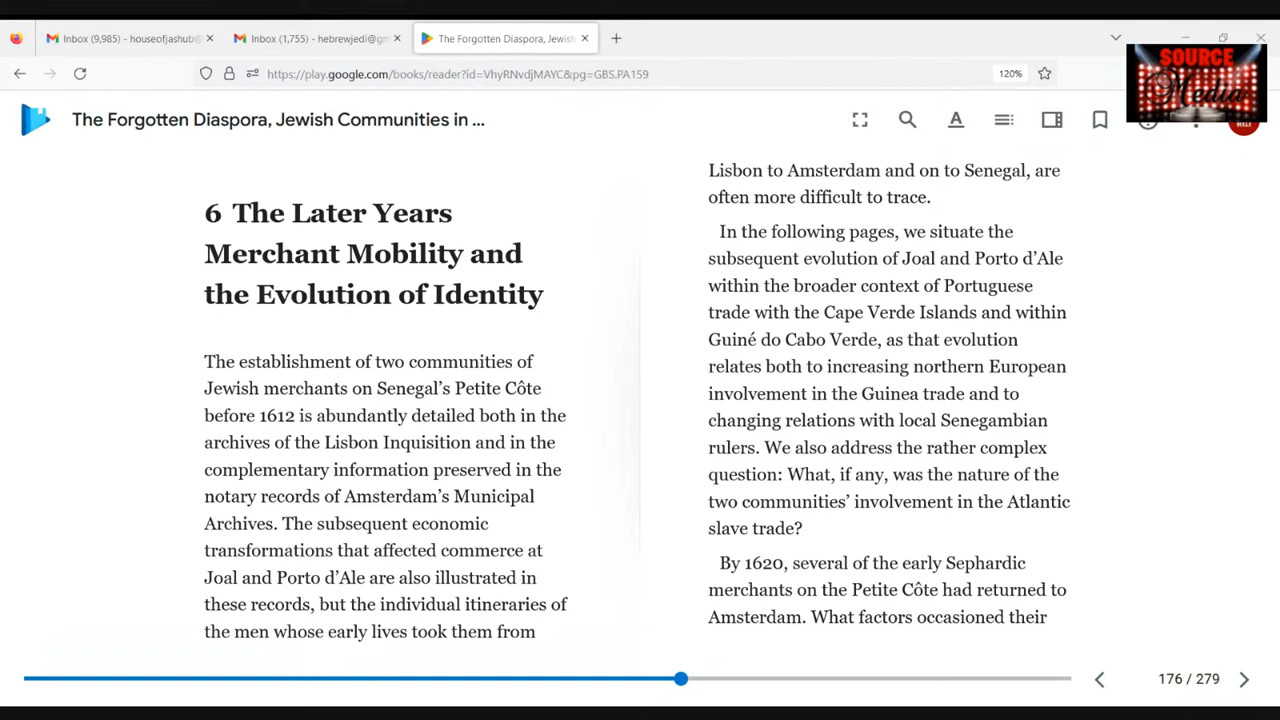 Inbox (9,985) - houseofjashub@
Inbox (1,755) - hebrewjedi@gm
The Forgotten Diaspora, Jewish
https://play.google.com/books/reader?id=VhyRNvdjMAYC&pg=GBS.PA159
120%
SOURCE
Media
The Forgotten Diaspora, Jewish Communities in ...
6 The Later Years
Merchant Mobility and
the Evolution of Identity
The establishment of two communities of
Jewish merchants on Senegal's Petite Côte
before 1612 is abundantly detailed both in the
archives of the Lisbon Inquisition and in the
complementary information preserved in the
notary records of Amsterdam's Municipal
Archives. The subsequent economic
transformations that affected commerce at
Joal and Porto d'Ale are also illustrated in
these records, but the individual itineraries of
the men whose early lives took them from
Lisbon to Amsterdam and on to Senegal, are
often more difficult to trace.
In the following pages, we situate the
subsequent evolution of Joal and Porto d'Ale
within the broader context of Portuguese
trade with the Cape Verde Islands and within
Guiné do Cabo Verde, as that evolution
relates both to increasing northern European
involvement in the Guinea trade and to
changing relations with local Senegambian
rulers. We also address the rather complex
question: What, if any, was the nature of the
two communities' involvement in the Atlantic
slave trade?
By 1620, several of the early Sephardic
merchants on the Petite Côte had returned to
Amsterdam. What factors occasioned their
176 / 279